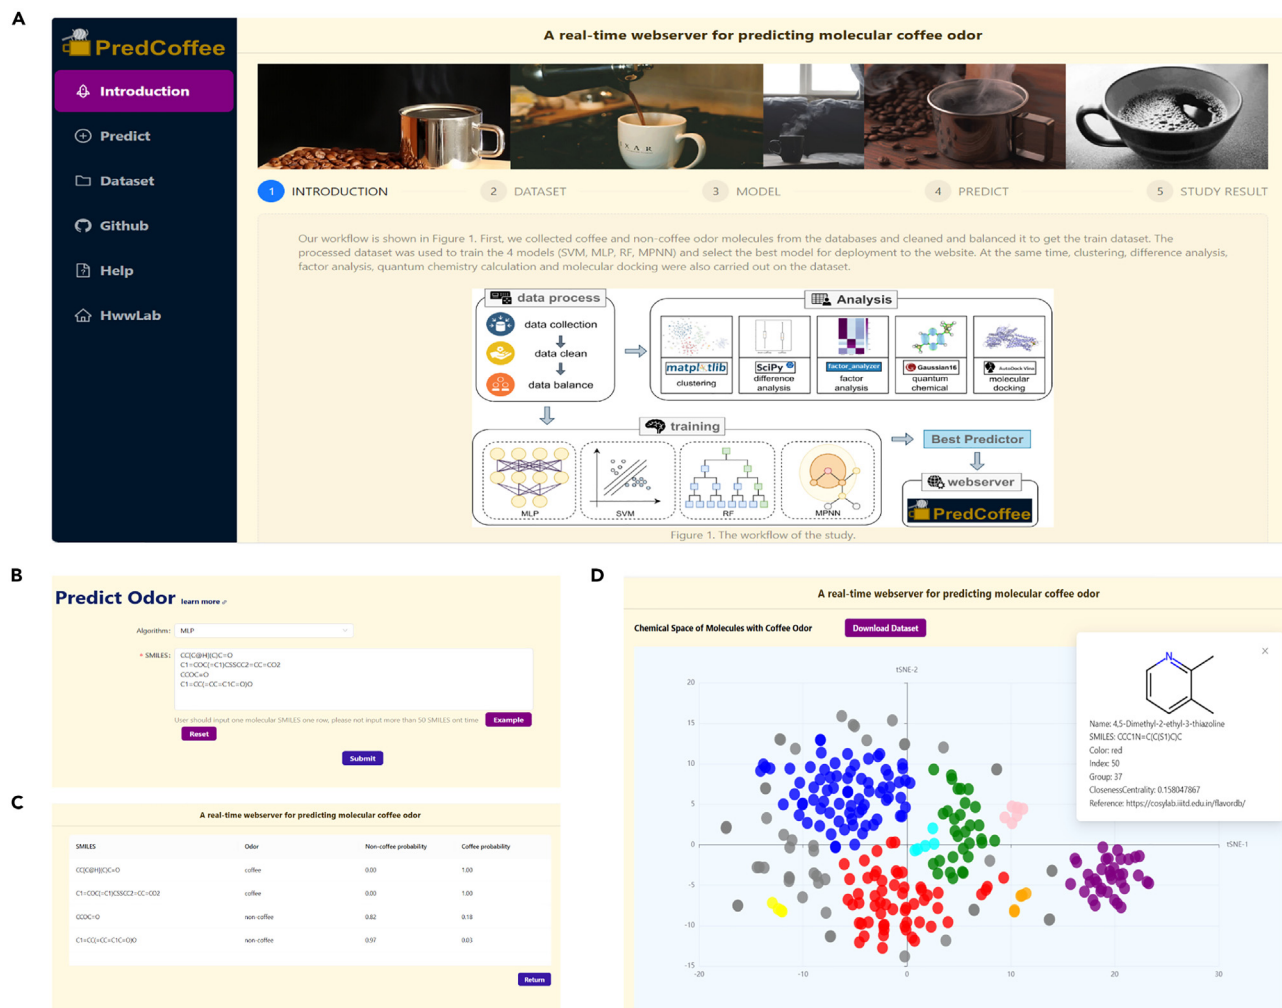 A
PredCoffee
A real-time webserver for predicting molecular coffee odor
Introduction
Predict
Dataset
Github
Help
HwwLab
XAR
1 INTRODUCTION
2 DATASET
3 MODEL
4 PREDICT
5 STUDY RESULT
Our workflow is shown in Figure 1. First, we collected coffee and non-coffee odor molecules from the databases and cleaned and balanced it to get the train dataset. The
processed dataset was used to train the 4 models (SVM, MLP, RF, MPNN) and select the best model for deployment to the website. At the same time, clustering, difference analysis,
factor analysis, quantum chemistry calculation and molecular docking were also carried out on the dataset.
data process
data collection
data clean
data balance
Analysis
matplotlib
clustering
SciPy
difference
analysis
factor_analyzer
factor
analysis
Gaussian16
quantum
chemical
AutoDock Vina
molecular
docking
training
MLP
SVM
RF
MPNN
Best Predictor
webserver
PredCoffee
Figure 1. The workflow of the study.
B
Predict Odor learn more
Algorithm: MLP
* SMILES: CC[C@H](C)C=O
C1=COC(=C1)CSSCC2=CC=CO2
CCOC=O
C1=CC(=CC=C1C=O)O
User should input one molecular SMILES one row, please not input more than 50 SMILES ont time
Example
Reset
Submit
C
A real-time webserver for predicting molecular coffee odor
SMILES Odor Non-coffee probability Coffee probability
CC[C@H](C)C=O coffee 0.00 1.00
C1=COC(=C1)CSSCC2=CC=CO2 coffee 0.00 1.00
CCOC=O non-coffee 0.82 0.18
C1=CC(=CC=C1C=O)O non-coffee 0.97 0.03
Return
D
A real-time webserver for predicting molecular coffee odor
Chemical Space of Molecules with Coffee Odor
Download Dataset
tSNE-2
20
15
10
5
0
-5
-10
-15
-20
-10
0
10
20
30
tSNE-1
N
Name: 4,5-Dimethyl-2-ethyl-3-thiazoline
SMILES: CCC1N=C(C(S1)C)C
Color: red
Index: 50
Group: 37
ClosenessCentrality: 0.158047867
Reference: https://cosylab.iiitd.edu.in/flavordb/